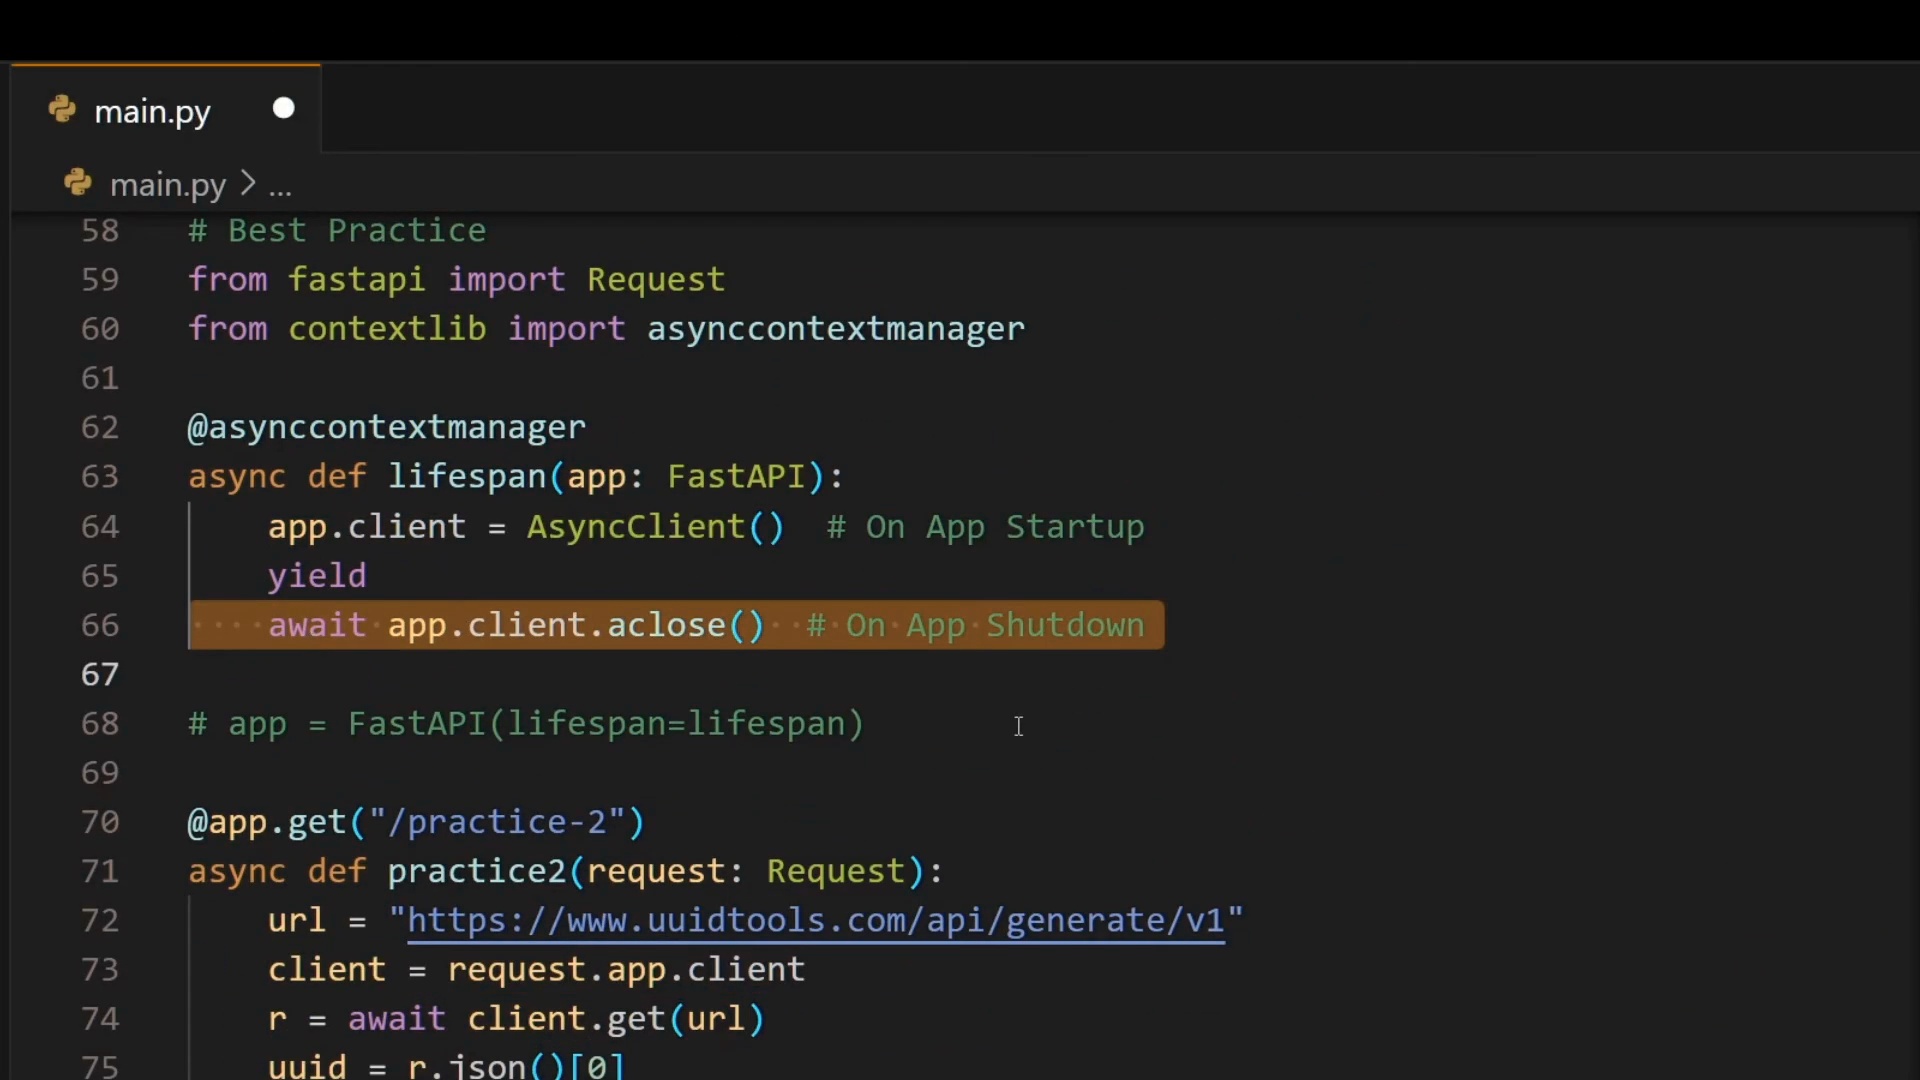 main.py
main.py > ...
58 # Best Practice
59 from fastapi import Request
60 from contextlib import asynccontextmanager
61
62 @asynccontextmanager
63 async def lifespan(app: FastAPI):
64     app.client = AsyncClient()  # On App Startup
65     yield
66     await app.client.aclose()  # On App Shutdown
67
68 # app = FastAPI(lifespan=lifespan)
69
70 @app.get("/practice-2")
71 async def practice2(request: Request):
72     url = "https://www.uuidtools.com/api/generate/v1"
73     client = request.app.client
74     r = await client.get(url)
75     uuid = r.json()[0]